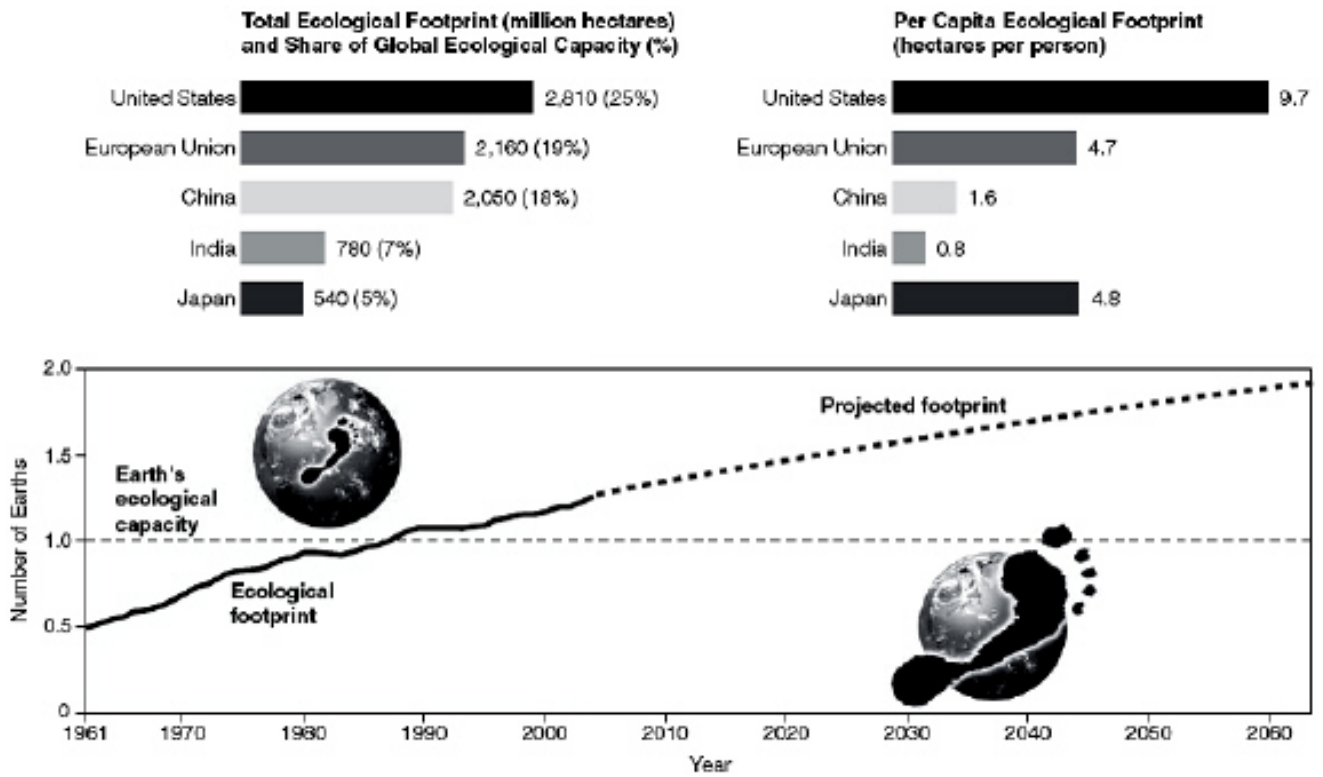 Total Ecological Footprint (million hectares)
and Share of Global Ecological Capacity (%)
United States 2,810 (25%)
European Union 2,160 (19%)
China 2,050 (18%)
India 780 (7%)
Japan 540 (5%)
Per Capita Ecological Footprint
(hectares per person)
United States 9.7
European Union 4.7
China 1.6
India 0.8
Japan 4.8
Number of Earths
2.0
1.5
1.0
0.5
0
Earth's
ecological
capacity
Ecological
footprint
Projected footprint
1961 1970 1980 1990 2000 2010 2020 2030 2040 2050 2060
Year